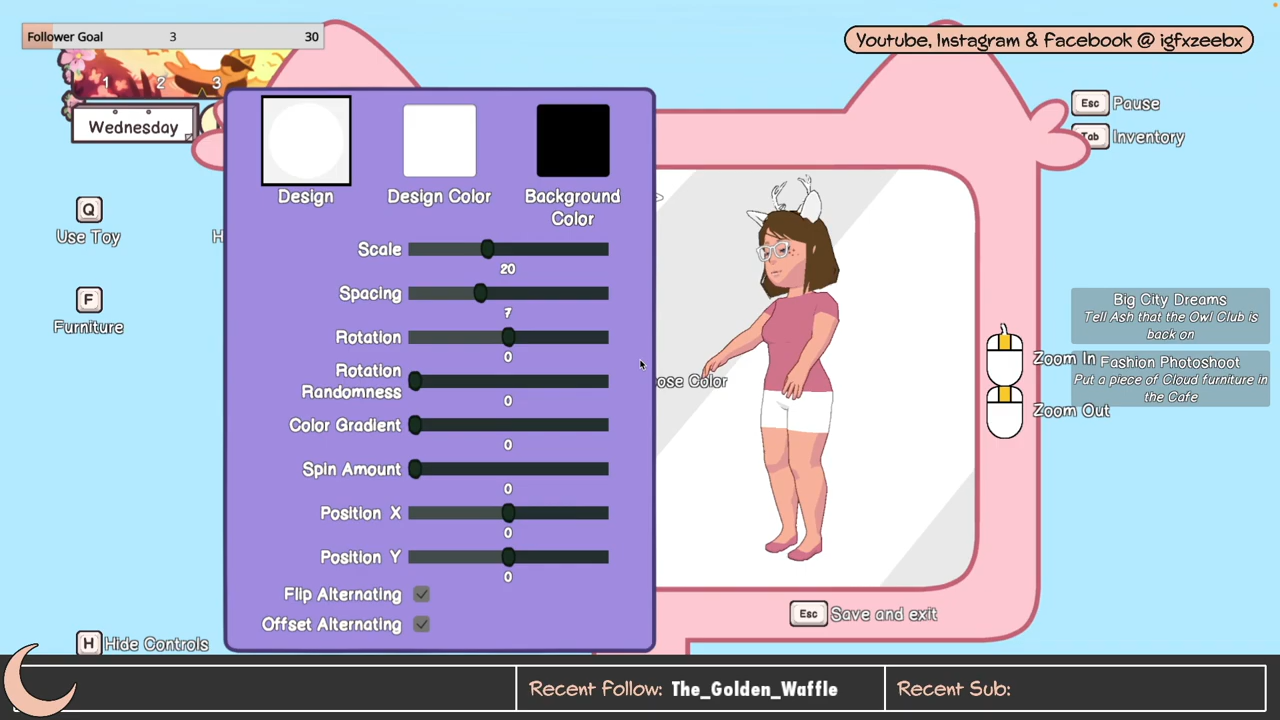 Follower Goal 3 30
Youtube, Instagram & Facebook @ igfxzeebx
1 2 3
Wednesday
Esc Pause
Tab Inventory
Q
Use Toy
H
F
Furniture
Design
Design Color
Background
Color
Scale
20
Spacing
7
Rotation
0
Rotation
Randomness
0
Color Gradient
0
Spin Amount
0
Position X
0
Position Y
0
Flip Alternating
Offset Alternating
ose Color
Big City Dreams
Tell Ash that the Owl Club is
back on
Zoom In
Fashion Photoshoot
Put a piece of Cloud furniture in
the Cafe
Zoom Out
Esc Save and exit
H Hide Controls
Recent Follow: The_Golden_Waffle
Recent Sub: